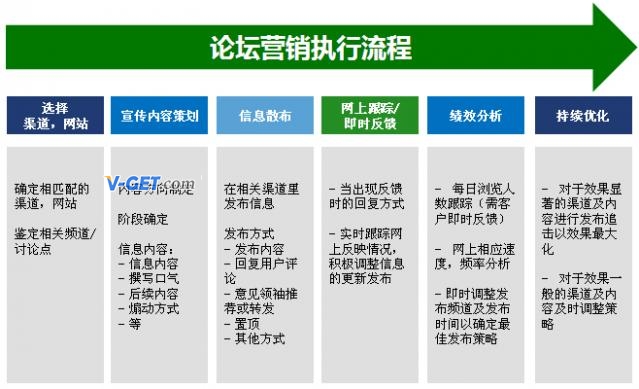 论坛营销执行流程
选择
渠道，网站
宣传内容策划
信息散布
网上跟踪/
即时反馈
绩效分析
持续优化
确定相匹配的
渠道，网站
鉴定相关频道/
讨论点
V-GET.com
阶段确定
信息内容：
- 信息内容
- 撰写口气
- 后续内容
- 煽动方式
- 等
在相关渠道里
发布信息
发布方式
- 发布内容
- 回复用户评
论
- 意见领袖推
荐或转发
- 置顶
- 其他方式
- 当出现反馈
时的回复方式
- 实时跟踪网
上反映情况，
积极调整信息
的更新发布
- 每日浏览人
数跟踪（需客
户即时反馈）
- 网上相应速
度，频率分析
- 即时调整发
布频道及发布
时间以确定最
佳发布策略
- 对于效果显
著的渠道及内
容进行发布追
击以效果最大
化
- 对于效果一
般的渠道及内
容及时调整策
略